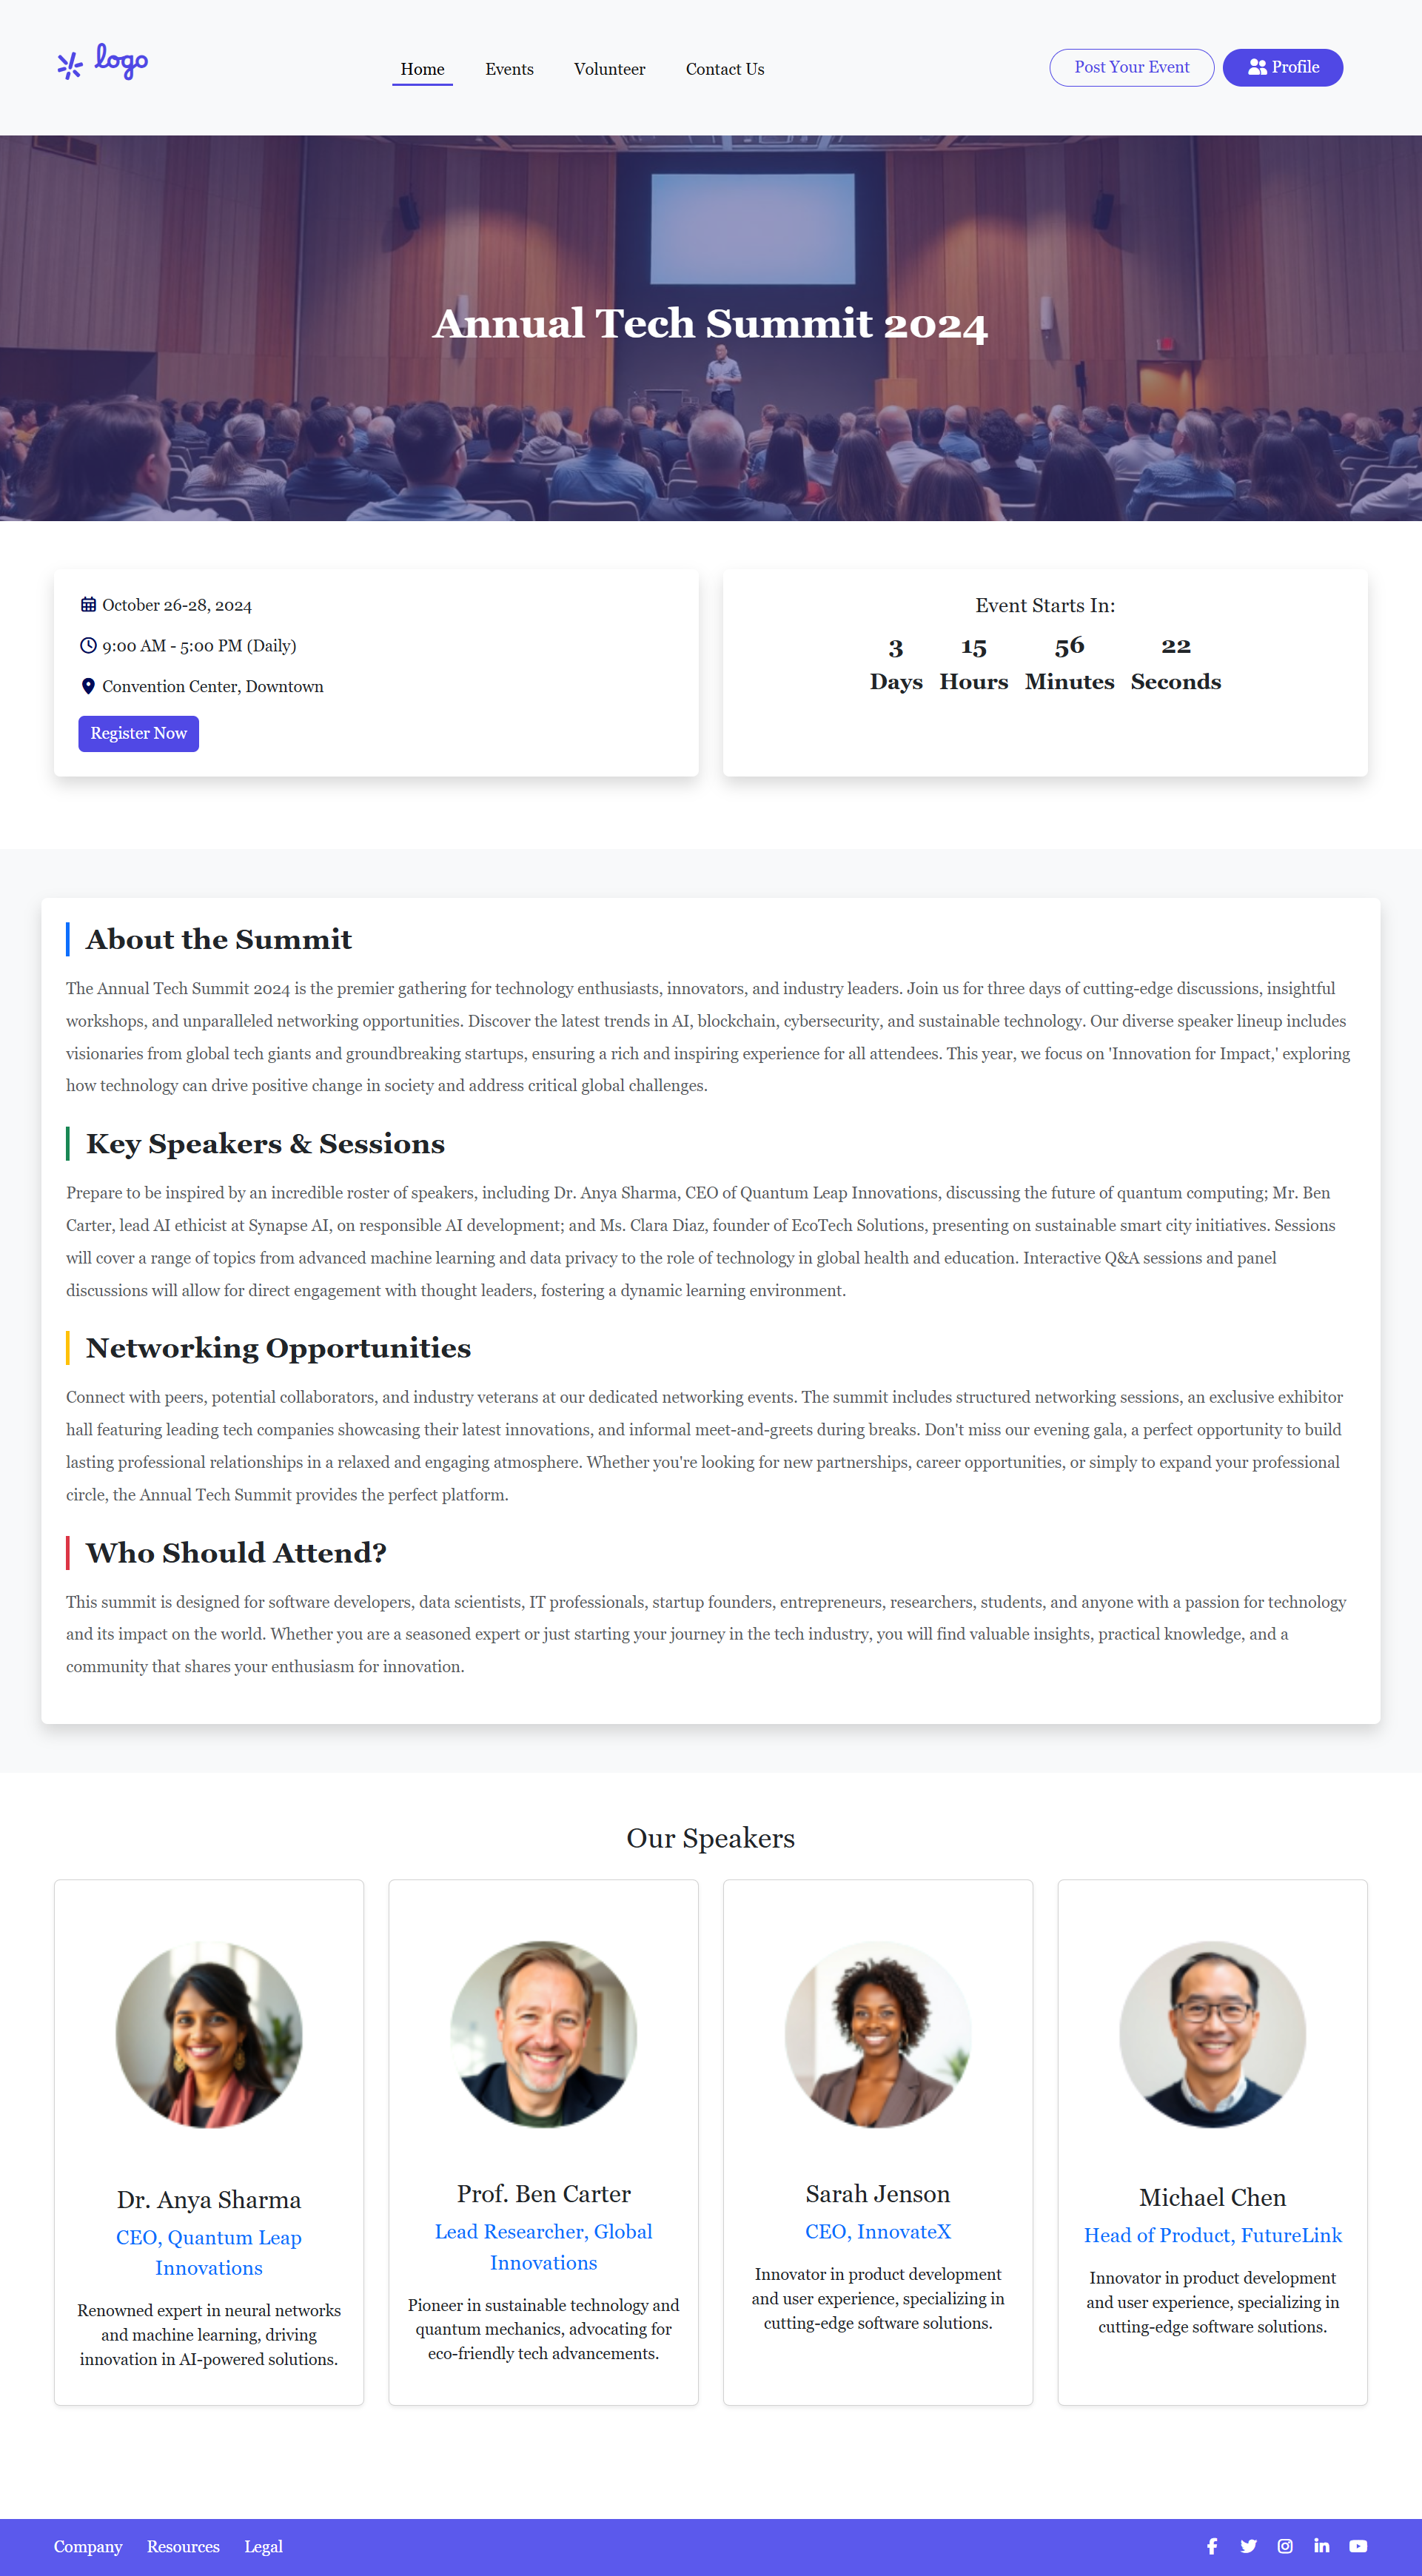 logo
Home Events Volunteer Contact Us
Post Your Event Profile
Annual Tech Summit 2024
October 26-28, 2024
9:00 AM - 5:00 PM (Daily)
Convention Center, Downtown
Register Now
Event Starts In:
3 15 56 22
Days Hours Minutes Seconds
About the Summit
The Annual Tech Summit 2024 is the premier gathering for technology enthusiasts, innovators, and industry leaders. Join us for three days of cutting-edge discussions, insightful
workshops, and unparalleled networking opportunities. Discover the latest trends in AI, blockchain, cybersecurity, and sustainable technology. Our diverse speaker lineup includes
visionaries from global tech giants and groundbreaking startups, ensuring a rich and inspiring experience for all attendees. This year, we focus on 'Innovation for Impact,' exploring
how technology can drive positive change in society and address critical global challenges.
Key Speakers & Sessions
Prepare to be inspired by an incredible roster of speakers, including Dr. Anya Sharma, CEO of Quantum Leap Innovations, discussing the future of quantum computing; Mr. Ben
Carter, lead AI ethicist at Synapse AI, on responsible AI development; and Ms. Clara Diaz, founder of EcoTech Solutions, presenting on sustainable smart city initiatives. Sessions
will cover a range of topics from advanced machine learning and data privacy to the role of technology in global health and education. Interactive Q&A sessions and panel
discussions will allow for direct engagement with thought leaders, fostering a dynamic learning environment.
Networking Opportunities
Connect with peers, potential collaborators, and industry veterans at our dedicated networking events. The summit includes structured networking sessions, an exclusive exhibitor
hall featuring leading tech companies showcasing their latest innovations, and informal meet-and-greets during breaks. Don't miss our evening gala, a perfect opportunity to build
lasting professional relationships in a relaxed and engaging atmosphere. Whether you're looking for new partnerships, career opportunities, or simply to expand your professional
circle, the Annual Tech Summit provides the perfect platform.
Who Should Attend?
This summit is designed for software developers, data scientists, IT professionals, startup founders, entrepreneurs, researchers, students, and anyone with a passion for technology
and its impact on the world. Whether you are a seasoned expert or just starting your journey in the tech industry, you will find valuable insights, practical knowledge, and a
community that shares your enthusiasm for innovation.
Our Speakers
Dr. Anya Sharma
CEO, Quantum Leap
Innovations
Renowned expert in neural networks
and machine learning, driving
innovation in AI-powered solutions.
Prof. Ben Carter
Lead Researcher, Global
Innovations
Pioneer in sustainable technology and
quantum mechanics, advocating for
eco-friendly tech advancements.
Sarah Jenson
CEO, InnovateX
Innovator in product development
and user experience, specializing in
cutting-edge software solutions.
Michael Chen
Head of Product, FutureLink
Innovator in product development
and user experience, specializing in
cutting-edge software solutions.
Company Resources Legal